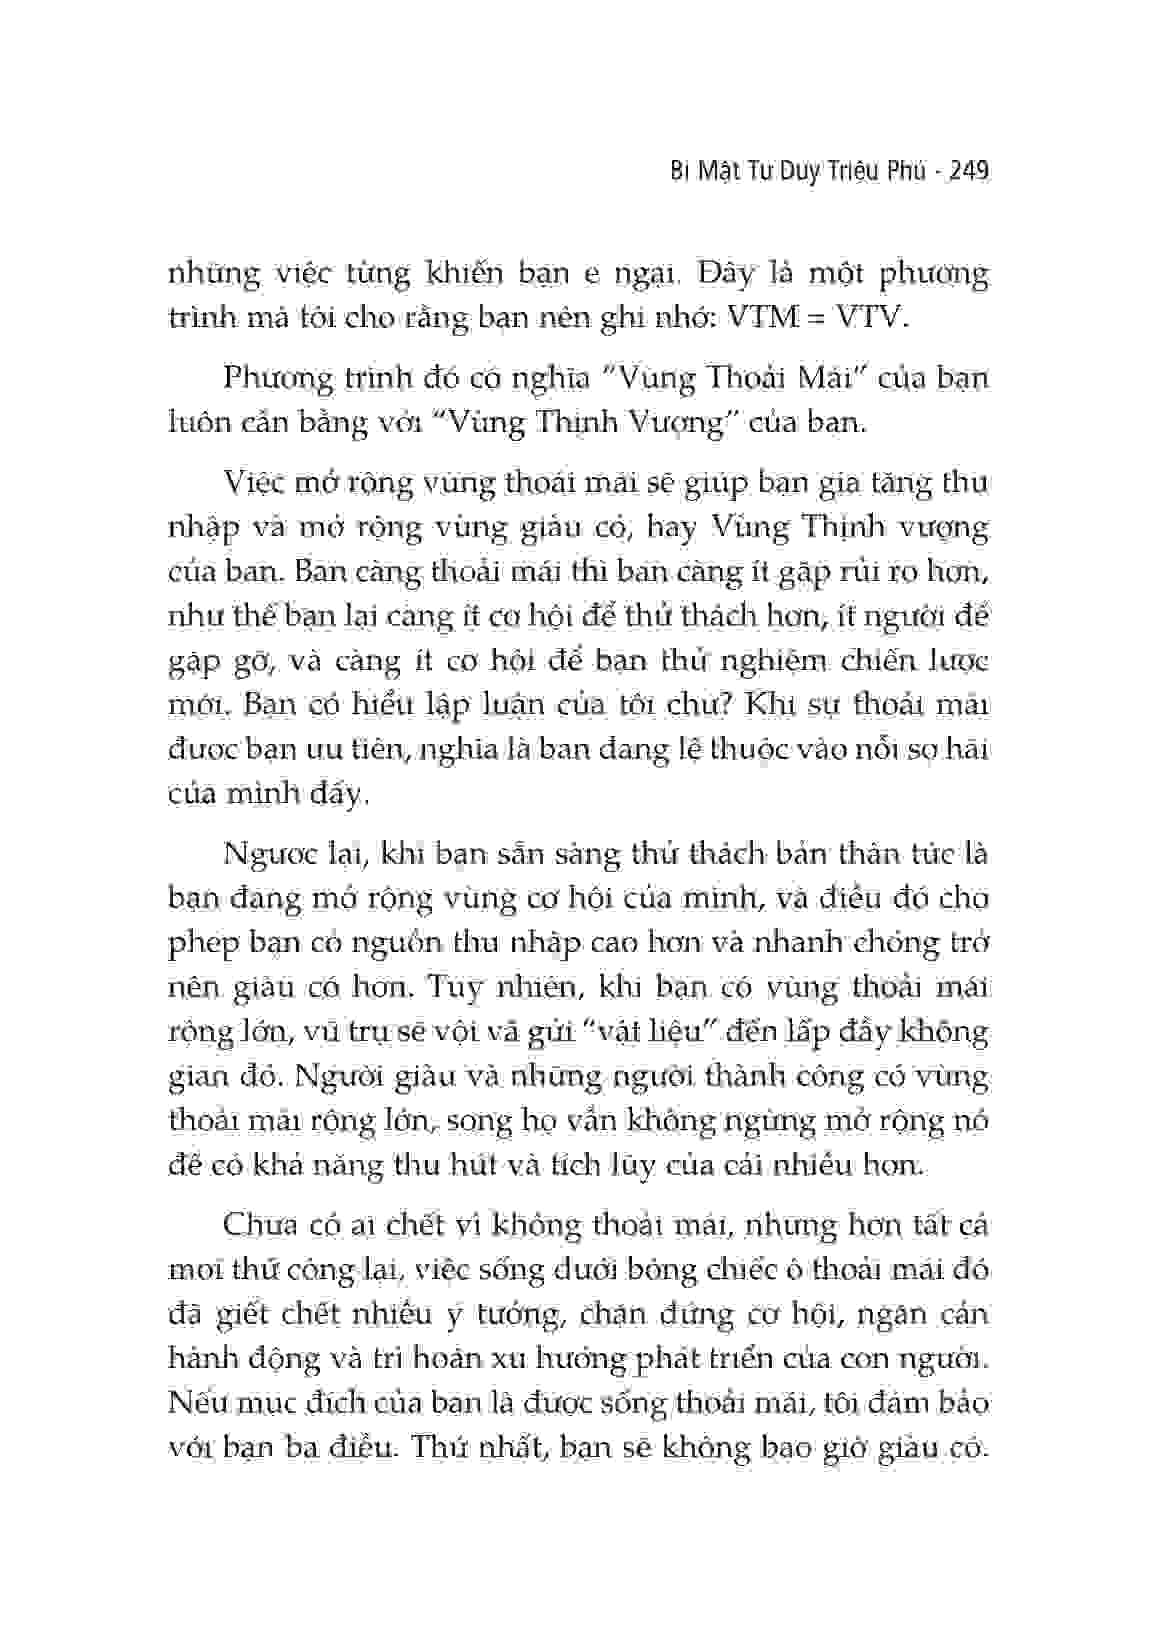 Bí Mật Tư Duy Triệu Phú - 249
những việc từng khiến bạn e ngại. Đây là một phương
trình mà tôi cho rằng bạn nên ghi nhớ: VTM = VTV.
Phương trình đó có nghĩa “Vùng Thoải Mái” của bạn
luôn cân bằng với “Vùng Thịnh Vượng” của bạn.
Việc mở rộng vùng thoải mái sẽ giúp bạn gia tăng thu
nhập và mở rộng vùng giàu có, hay Vùng Thịnh vượng
của bạn. Bạn càng thoải mái thì bạn càng ít gặp rủi ro hơn,
như thế bạn lại càng ít cơ hội để thử thách hơn, ít người để
gặp gỡ, và càng ít cơ hội để bạn thử nghiệm chiến lược
mới. Bạn có hiểu lập luận của tôi chứ? Khi sự thoải mái
được bạn ưu tiên, nghĩa là bạn đang lệ thuộc vào nỗi sợ hãi
của mình đấy.
Ngược lại, khi bạn sẵn sàng thử thách bản thân tức là
bạn đang mở rộng vùng cơ hội của mình, và điều đó cho
phép bạn có nguồn thu nhập cao hơn và nhanh chóng trở
nên giàu có hơn. Tuy nhiên, khi bạn có vùng thoải mái
rộng lớn, vũ trụ sẽ vội vã gửi “vật liệu” đến lấp đầy không
gian đó. Người giàu và những người thành công có vùng
thoải mái rộng lớn, song họ vẫn không ngừng mở rộng nó
để có khả năng thu hút và tích lũy của cải nhiều hơn.
Chưa có ai chết vì không thoải mái, nhưng hơn tất cả
mọi thứ cộng lại, việc sống dưới bóng chiếc ô thoải mái đó
đã giết chết nhiều ý tưởng, chặn đứng cơ hội, ngăn cản
hành động và trì hoãn xu hướng phát triển của con người.
Nếu mục đích của bạn là được sống thoải mái, tôi đảm bảo
với bạn ba điều. Thứ nhất, bạn sẽ không bao giờ giàu có.